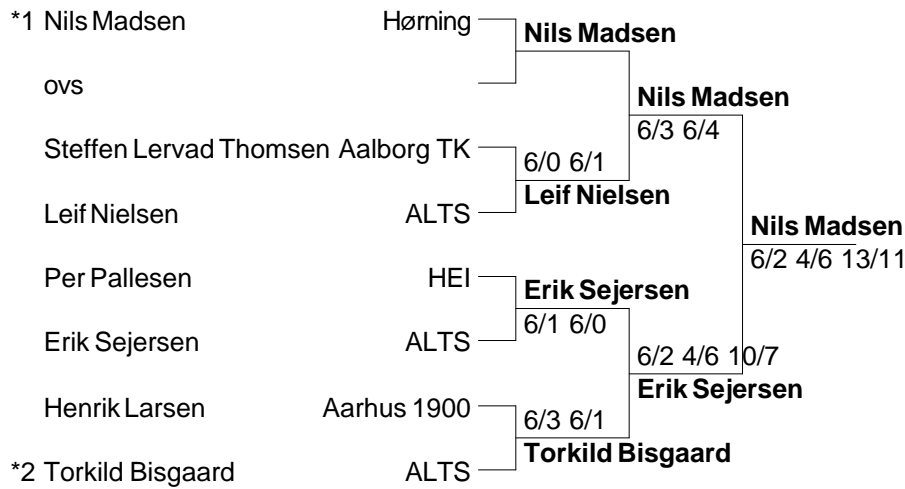 *1 Nils Madsen Hørning
Nils Madsen
ovs
Nils Madsen
6/3 6/4
Steffen Lervad Thomsen Aalborg TK
6/0 6/1
Leif Nielsen
Leif Nielsen ALTS
Nils Madsen
6/2 4/6 13/11
Per Pallesen HEI
Erik Sejersen
6/1 6/0
Erik Sejersen ALTS
6/2 4/6 10/7
Erik Sejersen
Henrik Larsen Aarhus 1900
6/3 6/1
Torkild Bisgaard
*2 Torkild Bisgaard ALTS